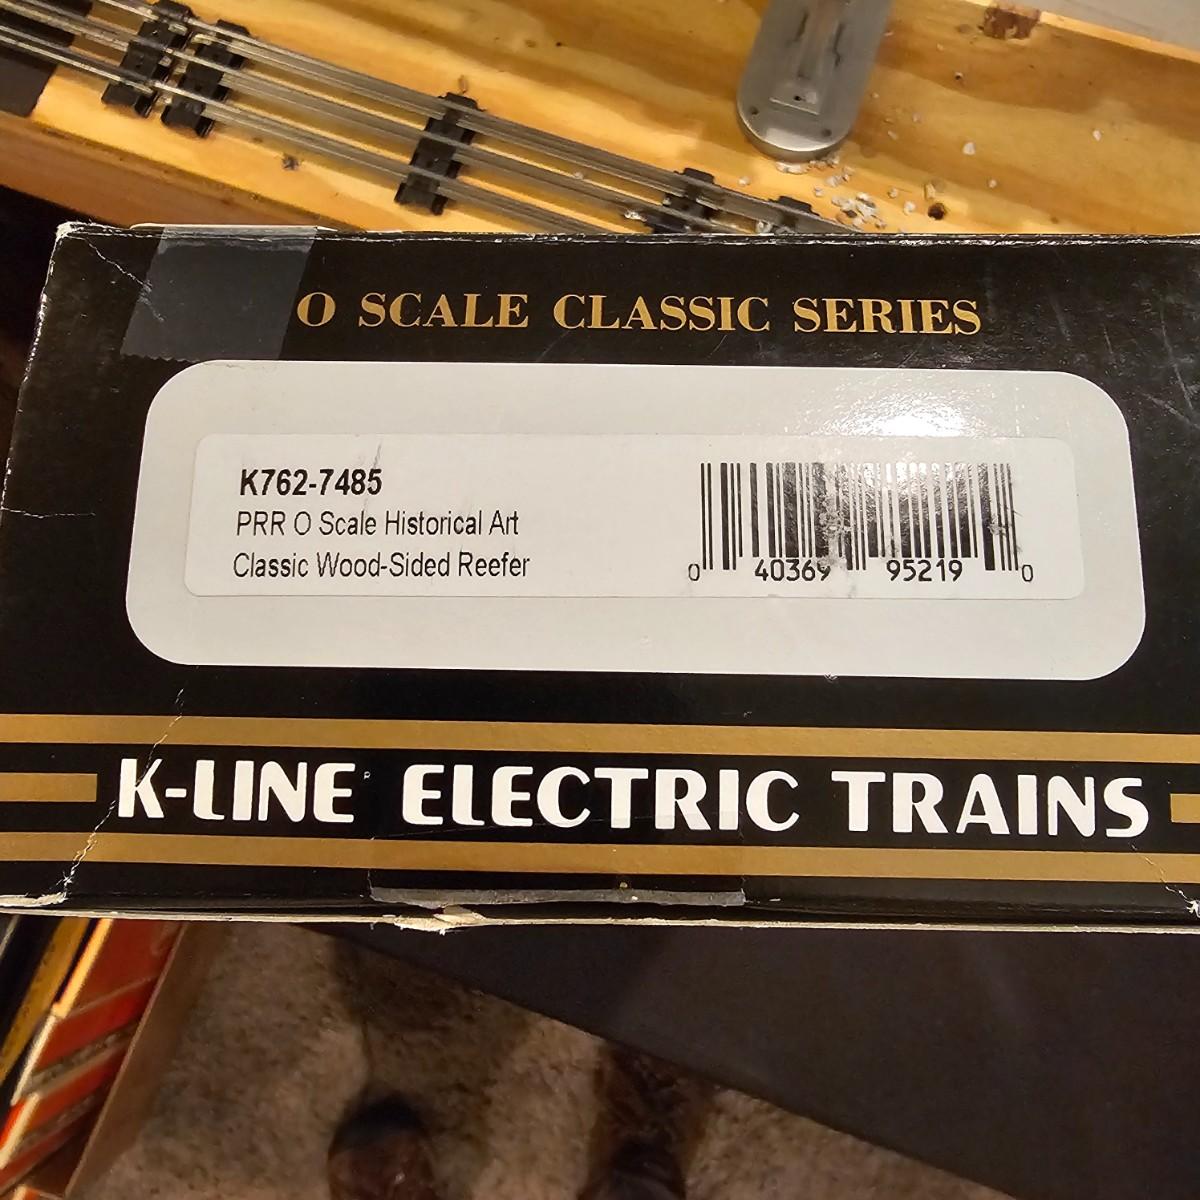 O SCALE CLASSIC SERIES
K762-7485
PRR O Scale Historical Art
Classic Wood-Sided Reefer
0 40369 95219 0
K-LINE ELECTRIC TRAINS